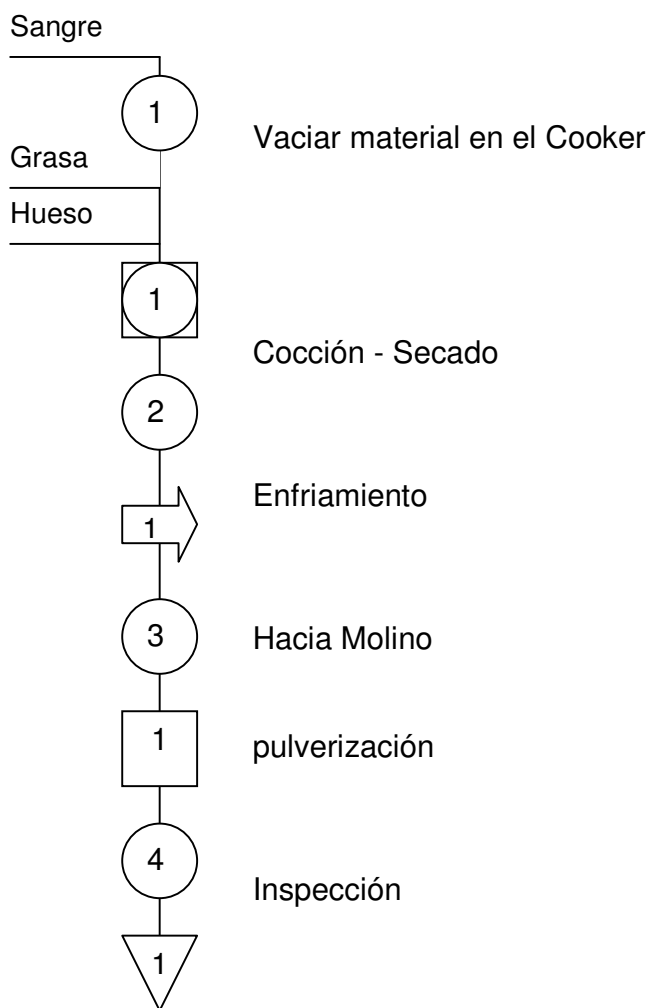 Sangre
1
Vaciar material en el Cooker
Grasa
Hueso
1
Cocción - Secado
2
Enfriamiento
1
3
Hacia Molino
1
pulverización
4
Inspección
1